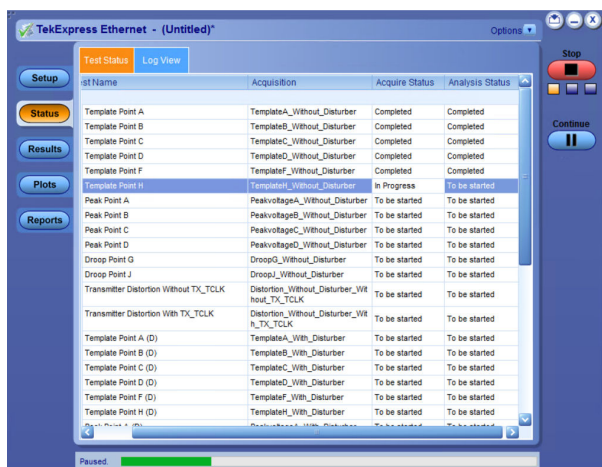 TekExpress Ethernet - (Untitled)*
Options
Stop
Continue
Setup
Status
Results
Plots
Reports
Test Status
Log View
st Name Acquisition Acquire Status Analysis Status
Template Point A TemplateA_Without_Disturber Completed Completed
Template Point B TemplateB_Without_Disturber Completed Completed
Template Point C TemplateC_Without_Disturber Completed Completed
Template Point D TemplateD_Without_Disturber Completed Completed
Template Point F TemplateF_Without_Disturber Completed Completed
Template Point H TemplateH_Without_Disturber In Progress To be started
Peak Point A PeakvoltageA_Without_Disturber To be started To be started
Peak Point B PeakvoltageB_Without_Disturber To be started To be started
Peak Point C PeakvoltageC_Without_Disturber To be started To be started
Peak Point D PeakvoltageD_Without_Disturber To be started To be started
Droop Point G DroopG_Without_Disturber To be started To be started
Droop Point J DroopJ_Without_Disturber To be started To be started
Transmitter Distortion Without TX_TCLK Distortion_Without_Disturber_Wit
hout_TX_TCLK To be started To be started
Transmitter Distortion With TX_TCLK Distortion_Without_Disturber_Wit
h_TX_TCLK To be started To be started
Template Point A (D) TemplateA_With_Disturber To be started To be started
Template Point B (D) TemplateB_With_Disturber To be started To be started
Template Point C (D) TemplateC_With_Disturber To be started To be started
Template Point D (D) TemplateD_With_Disturber To be started To be started
Template Point F (D) TemplateF_With_Disturber To be started To be started
Template Point H (D) TemplateH_With_Disturber To be started To be started
Paused.